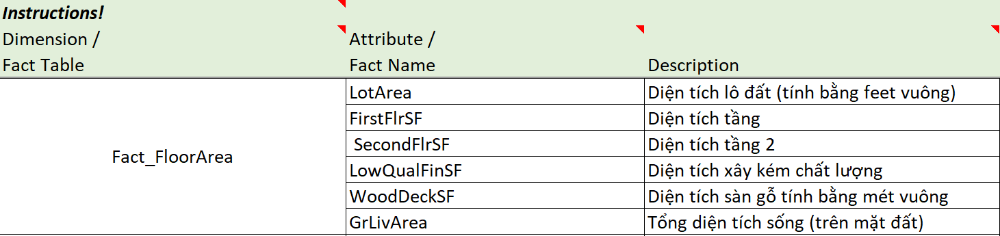 Instructions!
Dimension /
Fact Table
Attribute /
Fact Name
Description
Fact_FloorArea
LotArea
Diện tích lô đất (tính bằng feet vuông)
FirstFlrSF
Diện tích tầng
SecondFlrSF
Diện tích tầng 2
LowQualFinSF
Diện tích xây kém chất lượng
WoodDeckSF
Diện tích sàn gỗ tính bằng mét vuông
GrLivArea
Tổng diện tích sống (trên mặt đất)